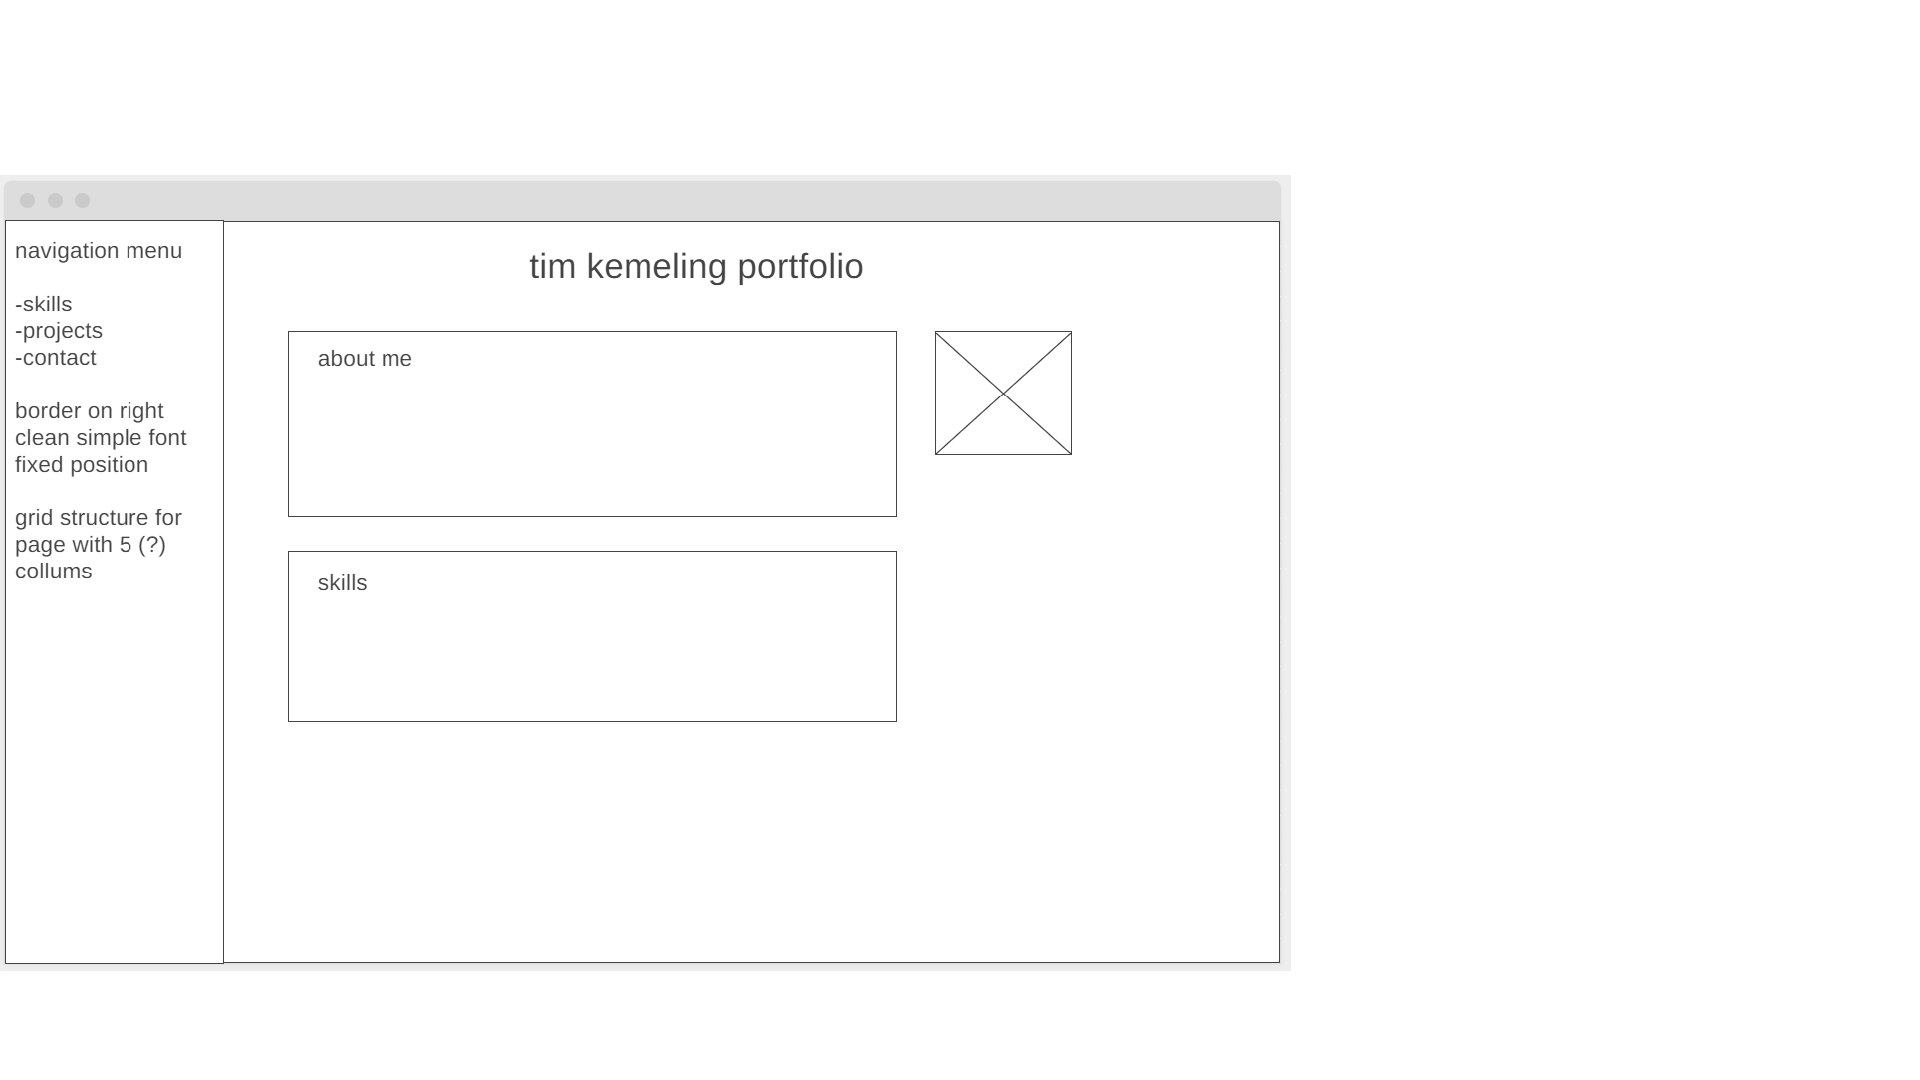 navigation menu
-skills
-projects
-contact
border on right
clean simple font
fixed position
grid structure for
page with 5 (?)
collums
tim kemeling portfolio
about me
skills